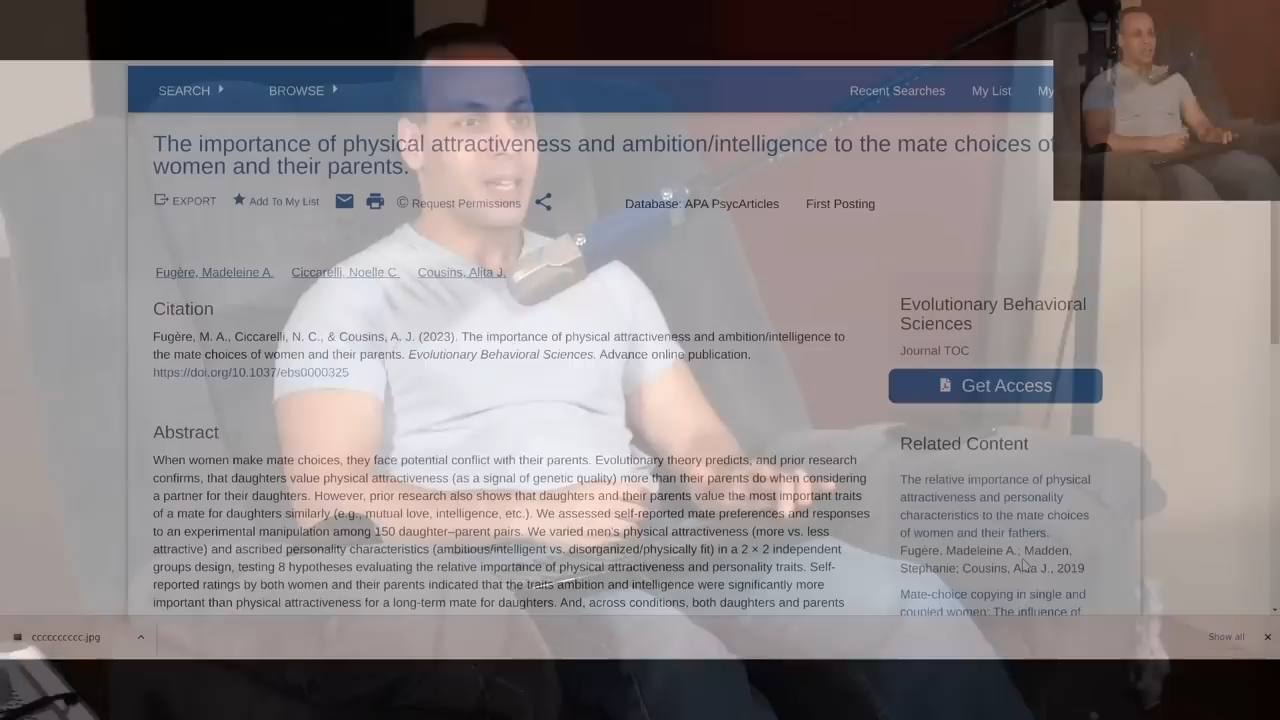 SEARCH BROWSE Recent Searches My List My
The importance of physical attractiveness and ambition/intelligence to the mate choices of
women and their parents.
EXPORT Add To My List © Request Permissions Database: APA PsycArticles First Posting
Fugère, Madeleine A. Ciccarelli, Noelle C. Cousins, Alita J.
Citation
Fugère, M. A., Ciccarelli, N. C., & Cousins, A. J. (2023). The importance of physical attractiveness and ambition/intelligence to
the mate choices of women and their parents. Evolutionary Behavioral Sciences. Advance online publication.
https://doi.org/10.1037/ebs0000325
Abstract
When women make mate choices, they face potential conflict with their parents. Evolutionary theory predicts, and prior research
confirms, that daughters value physical attractiveness (as a signal of genetic quality) more than their parents do when considering
a partner for their daughters. However, prior research also shows that daughters and their parents value the most important traits
of a mate for daughters similarly (e.g., mutual love, intelligence, etc.). We assessed self-reported mate preferences and responses
to an experimental manipulation among 150 daughter–parent pairs. We varied men's physical attractiveness (more vs. less
attractive) and ascribed personality characteristics (ambitious/intelligent vs. disorganized/physically fit) in a 2 × 2 independent
groups design, testing 8 hypotheses evaluating the relative importance of physical attractiveness and personality traits. Self-
reported ratings by both women and their parents indicated that the traits ambition and intelligence were significantly more
important than physical attractiveness for a long-term mate for daughters. And, across conditions, both daughters and parents
Evolutionary Behavioral
Sciences
Journal TOC
Get Access
Related Content
The relative importance of physical
attractiveness and personality
characteristics to the mate choices
of women and their fathers.
Fugère, Madeleine A.; Madden,
Stephanie; Cousins, Alita J., 2019
Mate-choice copying in single and
coupled women: The influence of
cccccccccc.jpg Show all